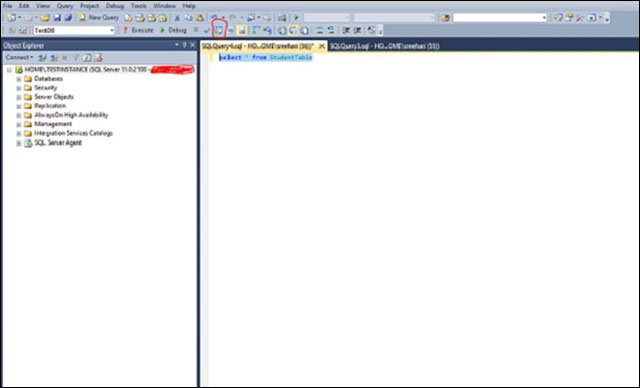 File Edit View Query Project Debug Tools Window Help
New Query
TestDB Execute Debug
Object Explorer
SQLQuery4.sql - HO...OME\sreehari (56))* SQLQuery3.sql - HO...OME\sreehari (55))
Connect
select * from StudentTable
HOME\TESTINSTANCE (SQL Server 11.0.2100 -
Databases
Security
Server Objects
Replication
AlwaysOn High Availability
Management
Integration Services Catalogs
SQL Server Agent